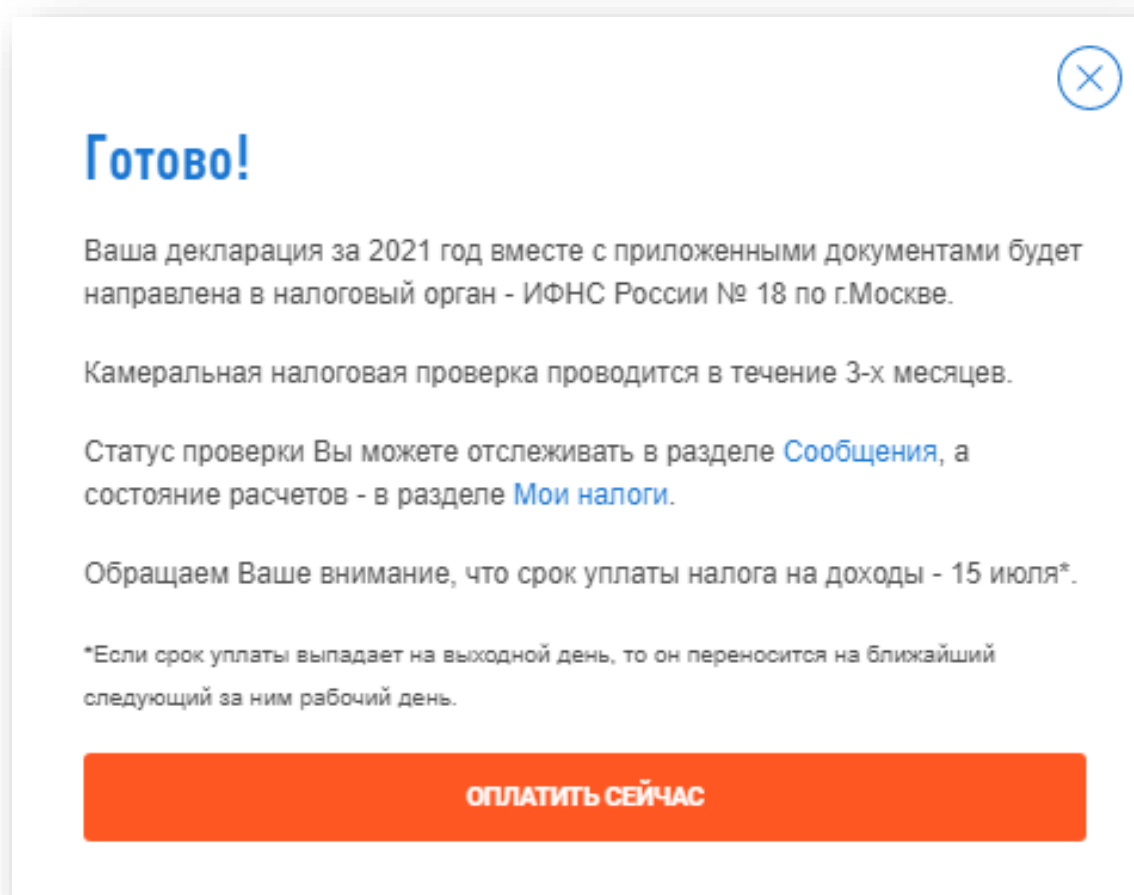 Готово!
Ваша декларация за 2021 год вместе с приложенными документами будет
направлена в налоговый орган - ИФНС России № 18 по г.Москве.
Камеральная налоговая проверка проводится в течение 3-х месяцев.
Статус проверки Вы можете отслеживать в разделе Сообщения, а
состояние расчетов - в разделе Мои налоги.
Обращаем Ваше внимание, что срок уплаты налога на доходы - 15 июля*.
*Если срок уплаты выпадает на выходной день, то он переносится на ближайший
следующий за ним рабочий день.
ОПЛАТИТЬ СЕЙЧАС